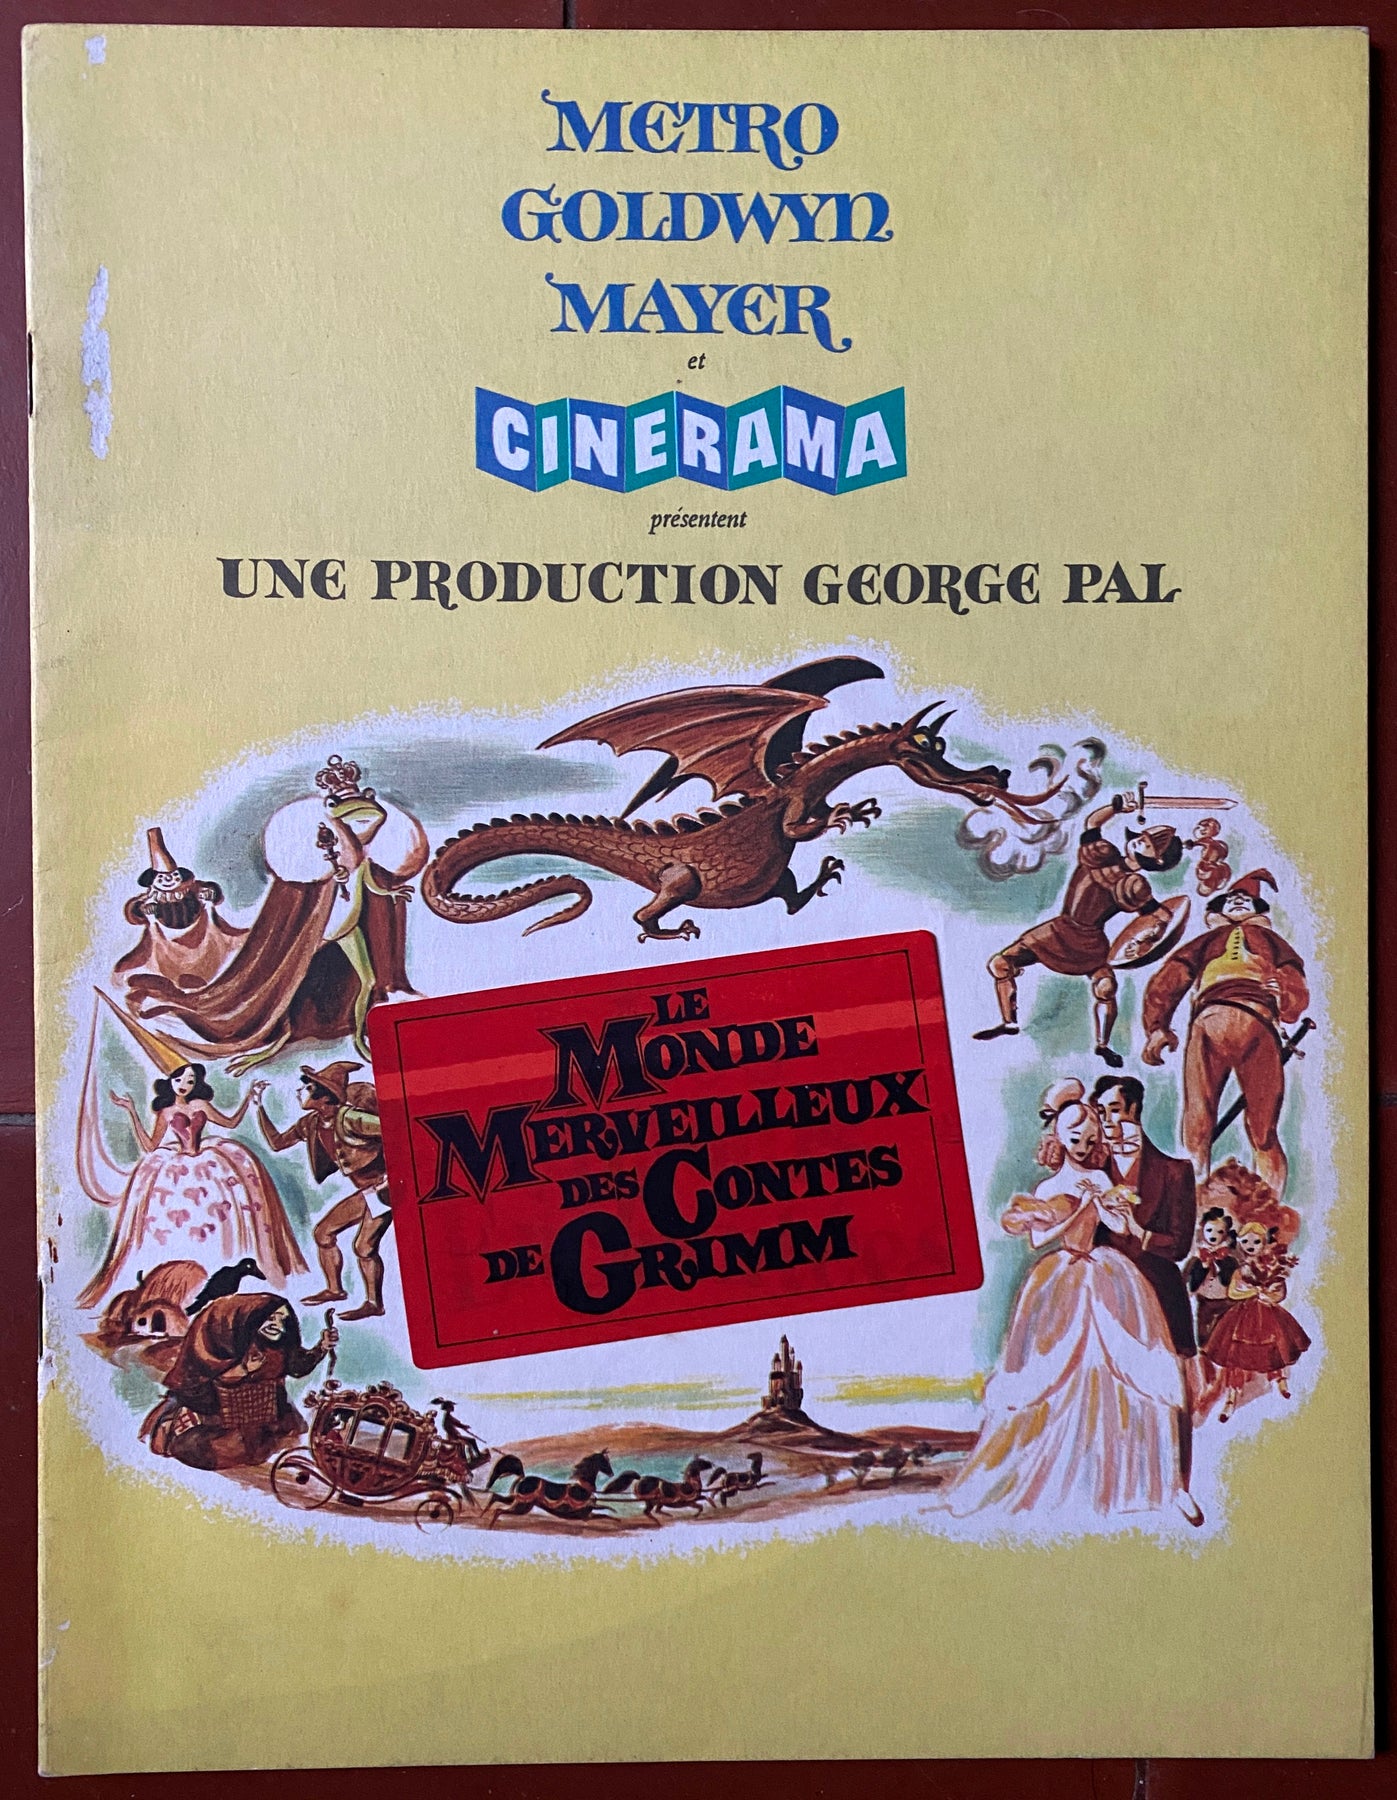 METRO
GOLDWYN
MAYER
et
CINERAMA
présentent
UNE PRODUCTION GEORGE PAL
LE
MONDE
MERVEILLEUX
DES CONTES
DE GRIMM